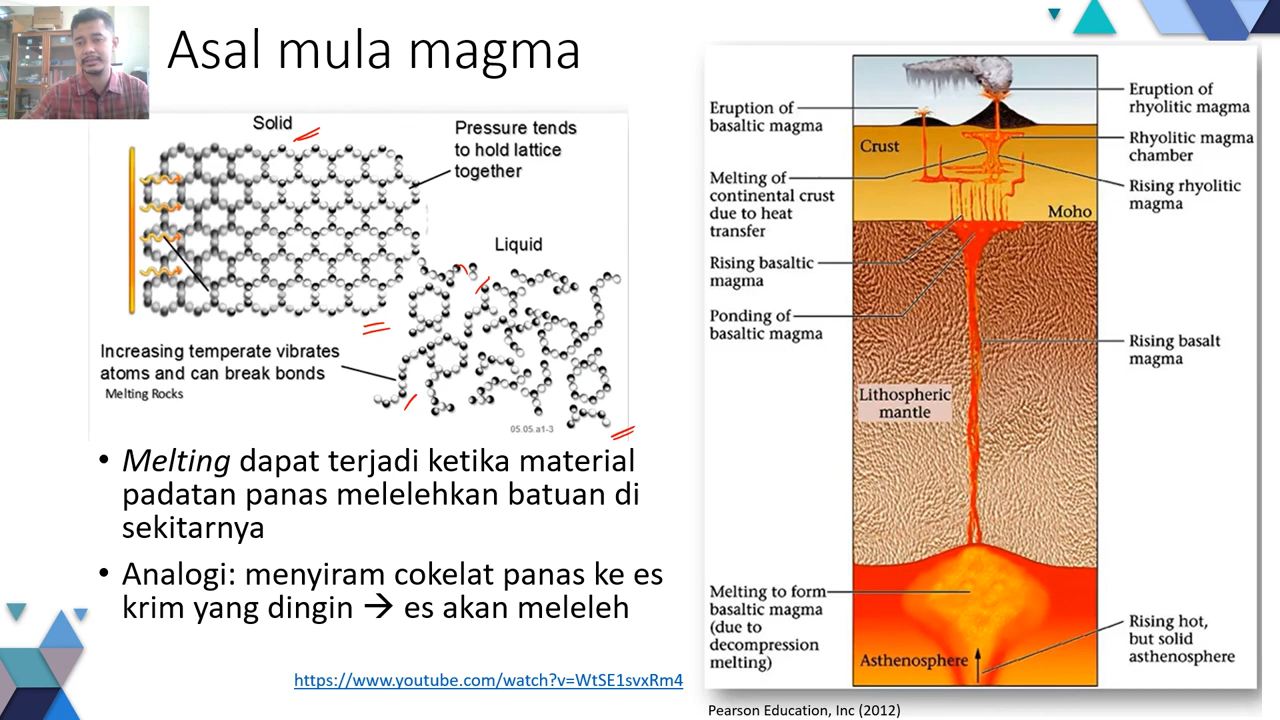 Asal mula magma
Solid
Pressure tends
to hold lattice
together
Liquid
Increasing temperate vibrates
atoms and can break bonds
Melting Rocks
05.05.a1-3
• Melting dapat terjadi ketika material
padatan panas melelehkan batuan di
sekitarnya
• Analogi: menyiram cokelat panas ke es
krim yang dingin → es akan meleleh
https://www.youtube.com/watch?v=WtSE1svxRm4
Eruption of
basaltic magma
Melting of
continental crust
due to heat
transfer
Rising basaltic
magma
Ponding of
basaltic magma
Melting to form
basaltic magma
(due to
decompression
melting)
Crust
Moho
Lithospheric
mantle
Asthenosphere
Eruption of
rhyolitic magma
Rhyolitic magma
chamber
Rising rhyolitic
magma
Rising basalt
magma
Rising hot,
but solid
asthenosphere
Pearson Education, Inc (2012)